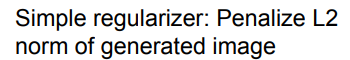 Simple regularizer: Penalize L2
norm of generated image